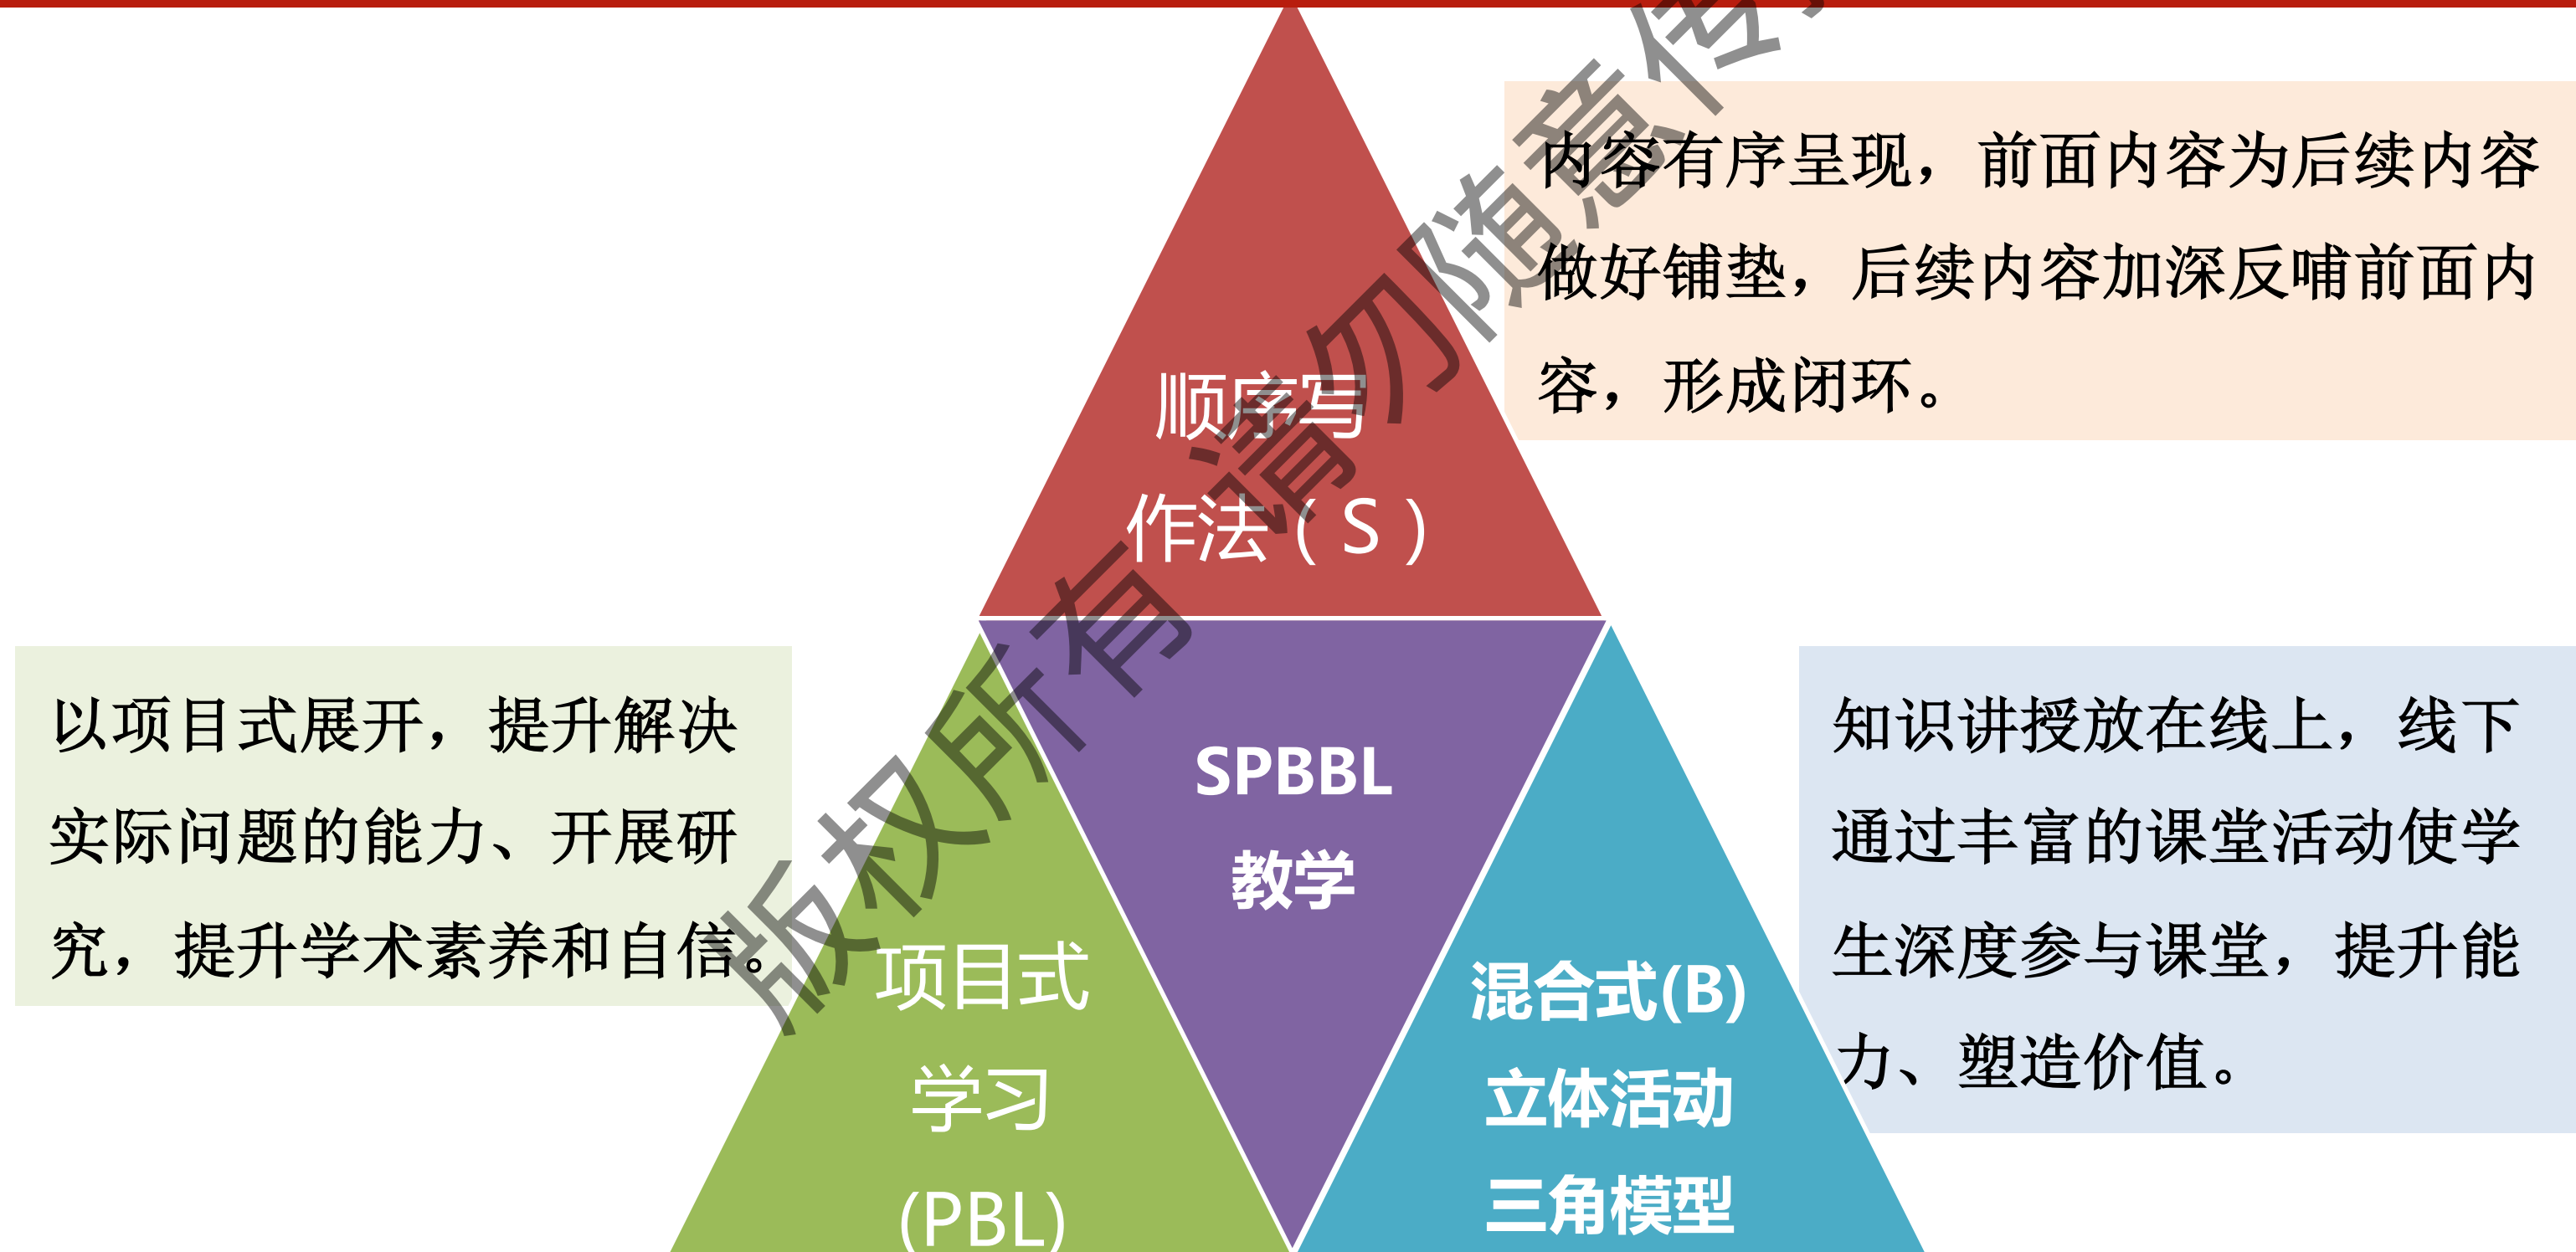 内容有序呈现，前面内容为后续内容
做好铺垫，后续内容加深反哺前面内
容，形成闭环。
顺序写
作法（S）
以项目式展开，提升解决
实际问题的能力、开展研
究，提升学术素养和自信。
SPBBL
教学
项目式
学习
(PBL)
混合式(B)
立体活动
三角模型
知识讲授放在线上，线下
通过丰富的课堂活动使学
生深度参与课堂，提升能
力、塑造价值。
版权所有 请勿随意传